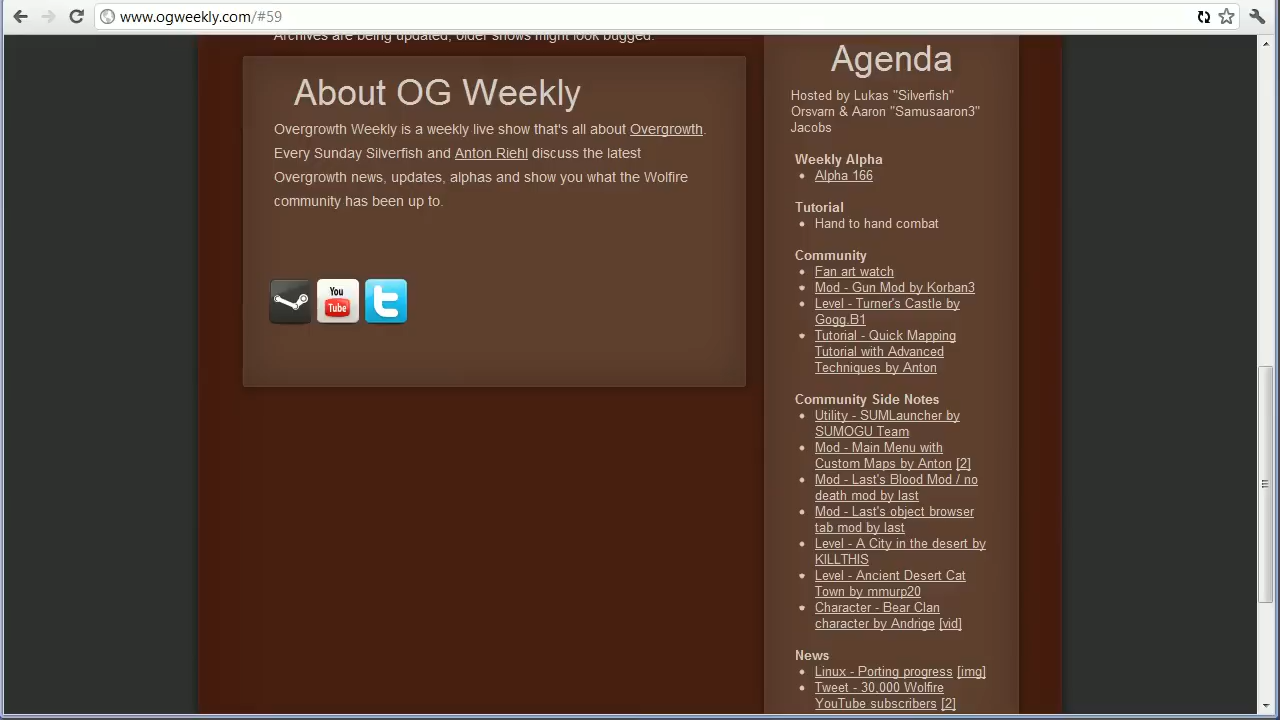 www.ogweekly.com/#59
Archives are being updated, older shows might look bugged.
About OG Weekly
Overgrowth Weekly is a weekly live show that's all about Overgrowth.
Every Sunday Silverfish and Anton Riehl discuss the latest
Overgrowth news, updates, alphas and show you what the Wolfire
community has been up to.
You
Tube
t
Agenda
Hosted by Lukas "Silverfish"
Orsvarn & Aaron "Samusaaron3"
Jacobs
Weekly Alpha
Alpha 166
Tutorial
Hand to hand combat
Community
Fan art watch
Mod - Gun Mod by Korban3
Level - Turner's Castle by
Gogg.B1
Tutorial - Quick Mapping
Tutorial with Advanced
Techniques by Anton
Community Side Notes
Utility - SUMLauncher by
SUMOGU Team
Mod - Main Menu with
Custom Maps by Anton [2]
Mod - Last's Blood Mod / no
death mod by last
Mod - Last's object browser
tab mod by last
Level - A City in the desert by
KILLTHIS
Level - Ancient Desert Cat
Town by mmurp20
Character - Bear Clan
character by Andrige [vid]
News
Linux - Porting progress [img]
Tweet - 30,000 Wolfire
YouTube subscribers [2]